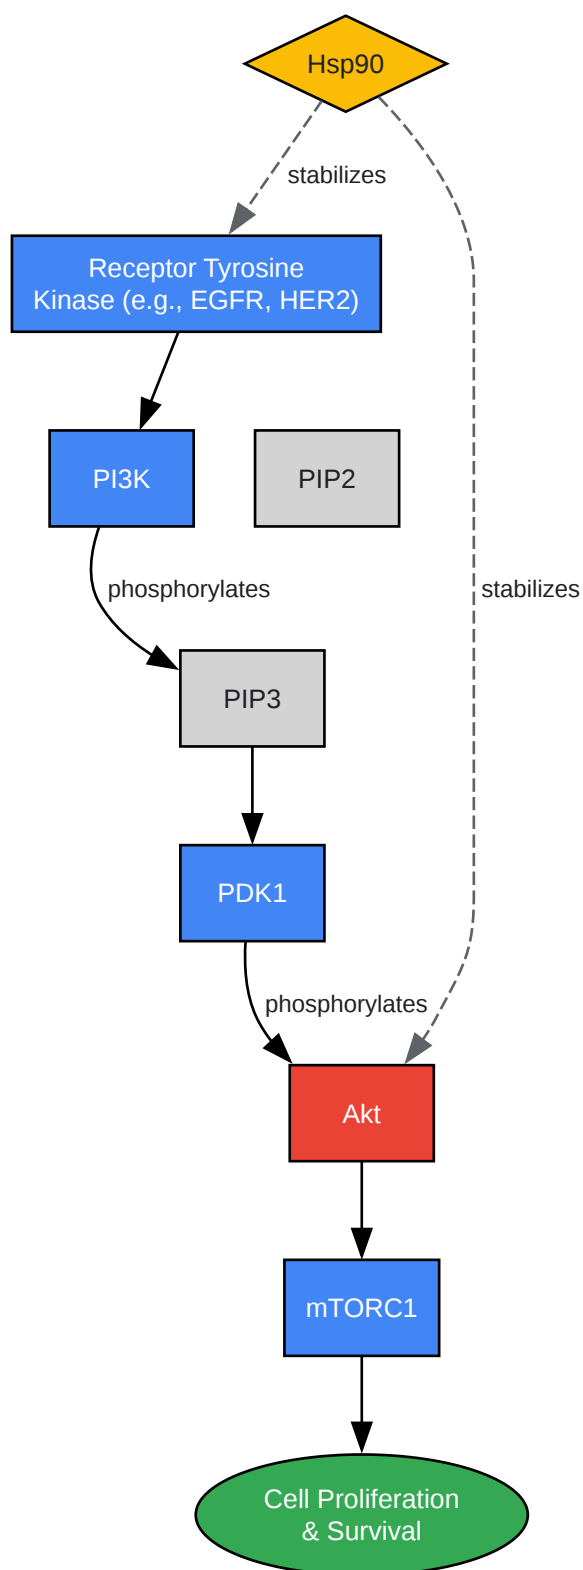 Hsp90
stabilizes
Receptor Tyrosine
Kinase (e.g., EGFR, HER2)
PI3K
PIP2
phosphorylates
stabilizes
PIP3
PDK1
phosphorylates
Akt
mTORC1
Cell Proliferation
& Survival